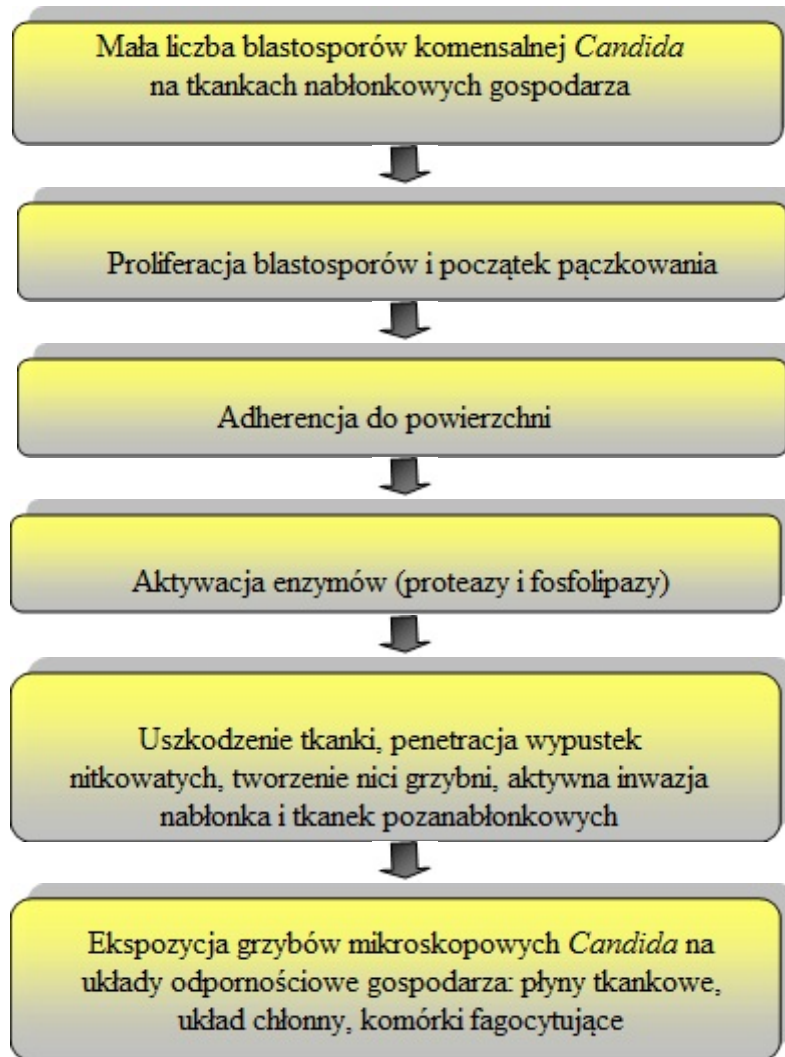 Mała liczba blastosporów komensalnej Candida
na tkankach nabłonkowych gospodarza
Proliferacja blastosporów i początek pączkowania
Adherencja do powierzchni
Aktywacja enzymów (proteazy i fosfolipazy)
Uszkodzenie tkanki, penetracja wypustek
nitkowatych, tworzenie nici grzybni, aktywna inwazja
nabłonka i tkanek pozanabłonkowych
Ekspozycja grzybów mikroskopowych Candida na
układy odpornościowe gospodarza: płyny tkankowe,
układ chłonny, komórki fagocytujące